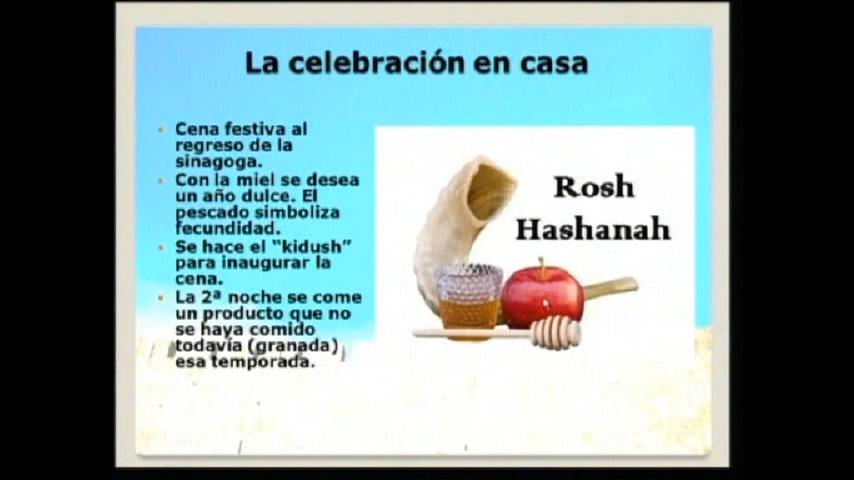 La celebración en casa
Cena festiva al
regreso de la
sinagoga.
Con la miel se desea
un año dulce. El
pescado simboliza
fecundidad.
Se hace el “kidush”
para inaugurar la
cena.
La 2ª noche se come
un producto que no
se haya comido
todavía (granada)
esa temporada.
Rosh
Hashanah